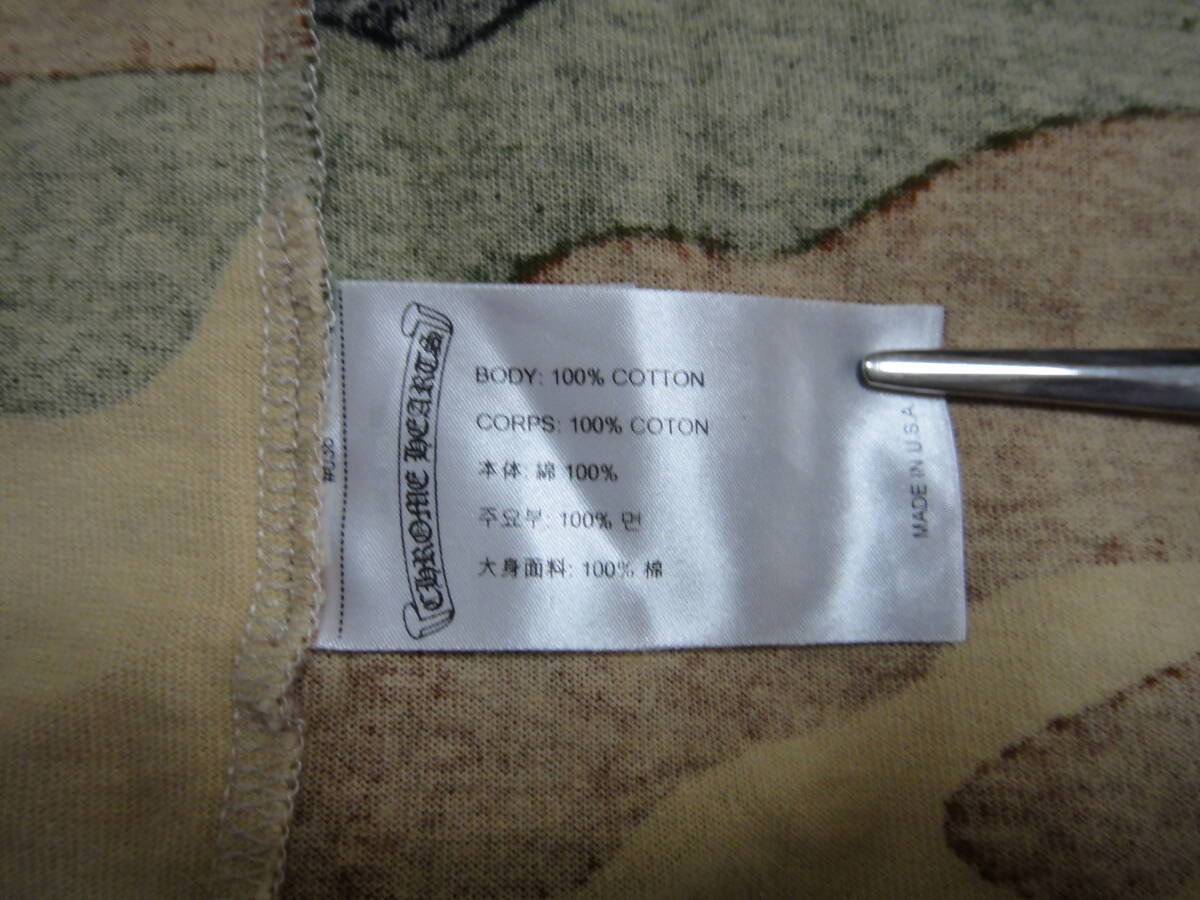 CHROME HEARTS
BODY: 100% COTTON
CORPS: 100% COTON
本体: 綿 100%
주요부: 100% 면
大身面料: 100% 棉
MADE IN U.S.A.